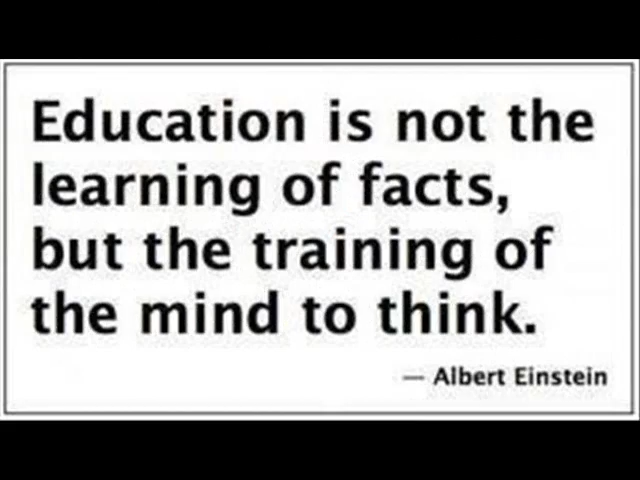 Education is not the
learning of facts,
but the training of
the mind to think.
— Albert Einstein